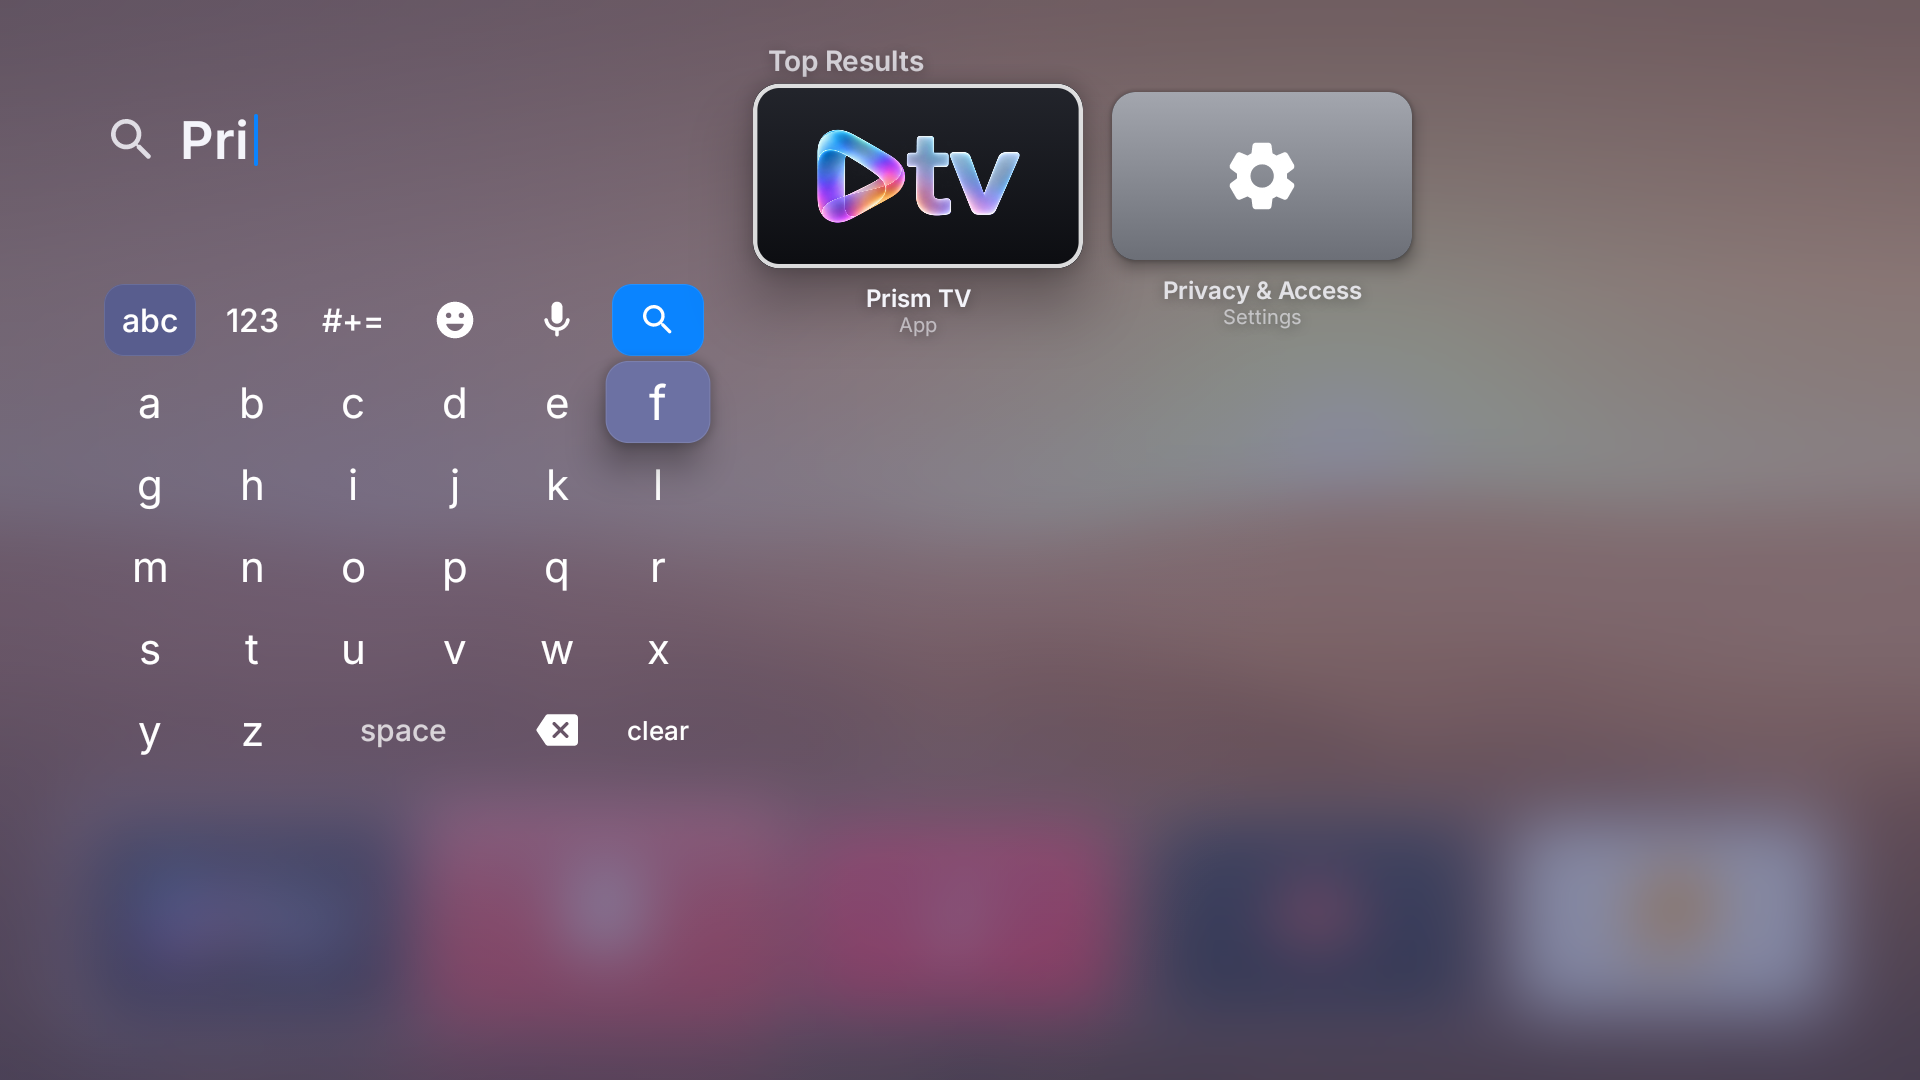 Pri
abc 123 #+=
a b c d e f
g h i j k l
m n o p q r
s t u v w x
y z space clear
Top Results
tv
Prism TV
App
Privacy & Access
Settings